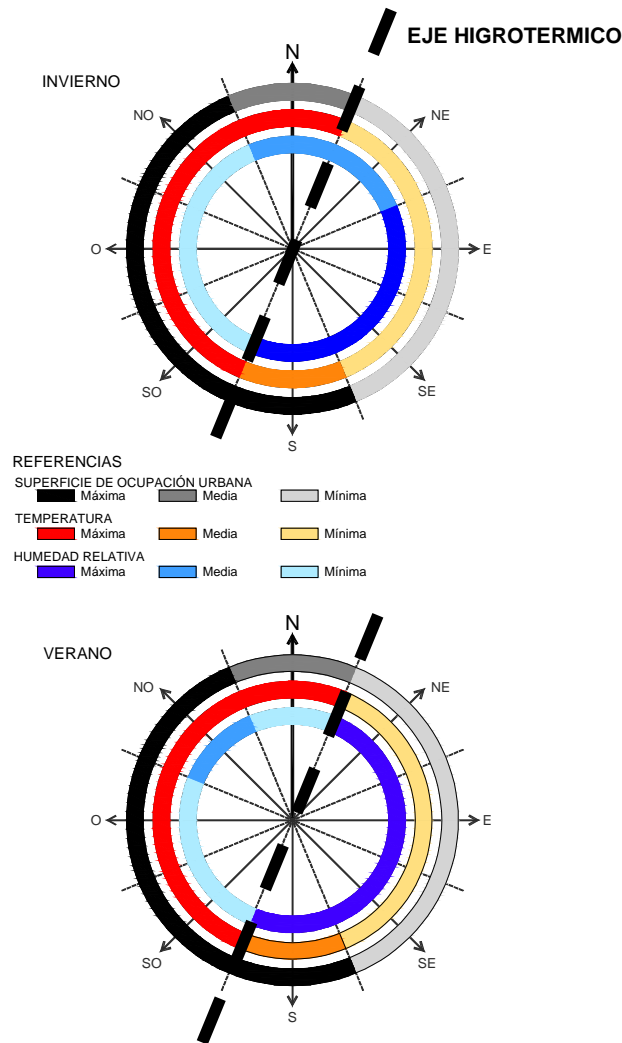 EJE HIGROTERMICO
N
INVIERNO
NO
NE
O
E
SO
SE
S
REFERENCIAS
SUPERFICIE DE OCUPACIÓN URBANA
Máxima Media Mínima
TEMPERATURA
Máxima Media Mínima
HUMEDAD RELATIVA
Máxima Media Mínima
N
VERANO
NO
NE
O
E
SO
SE
S